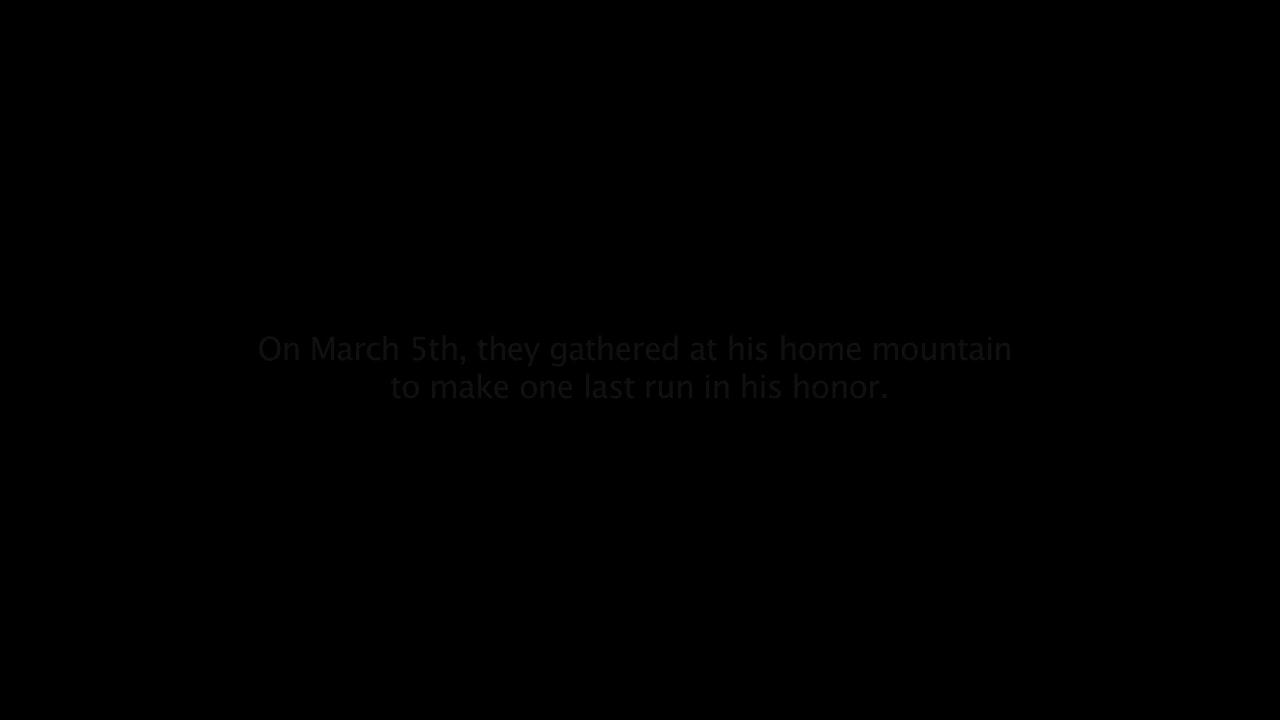 On March 5th, they gathered at his home mountain
to make one last run in his honor.